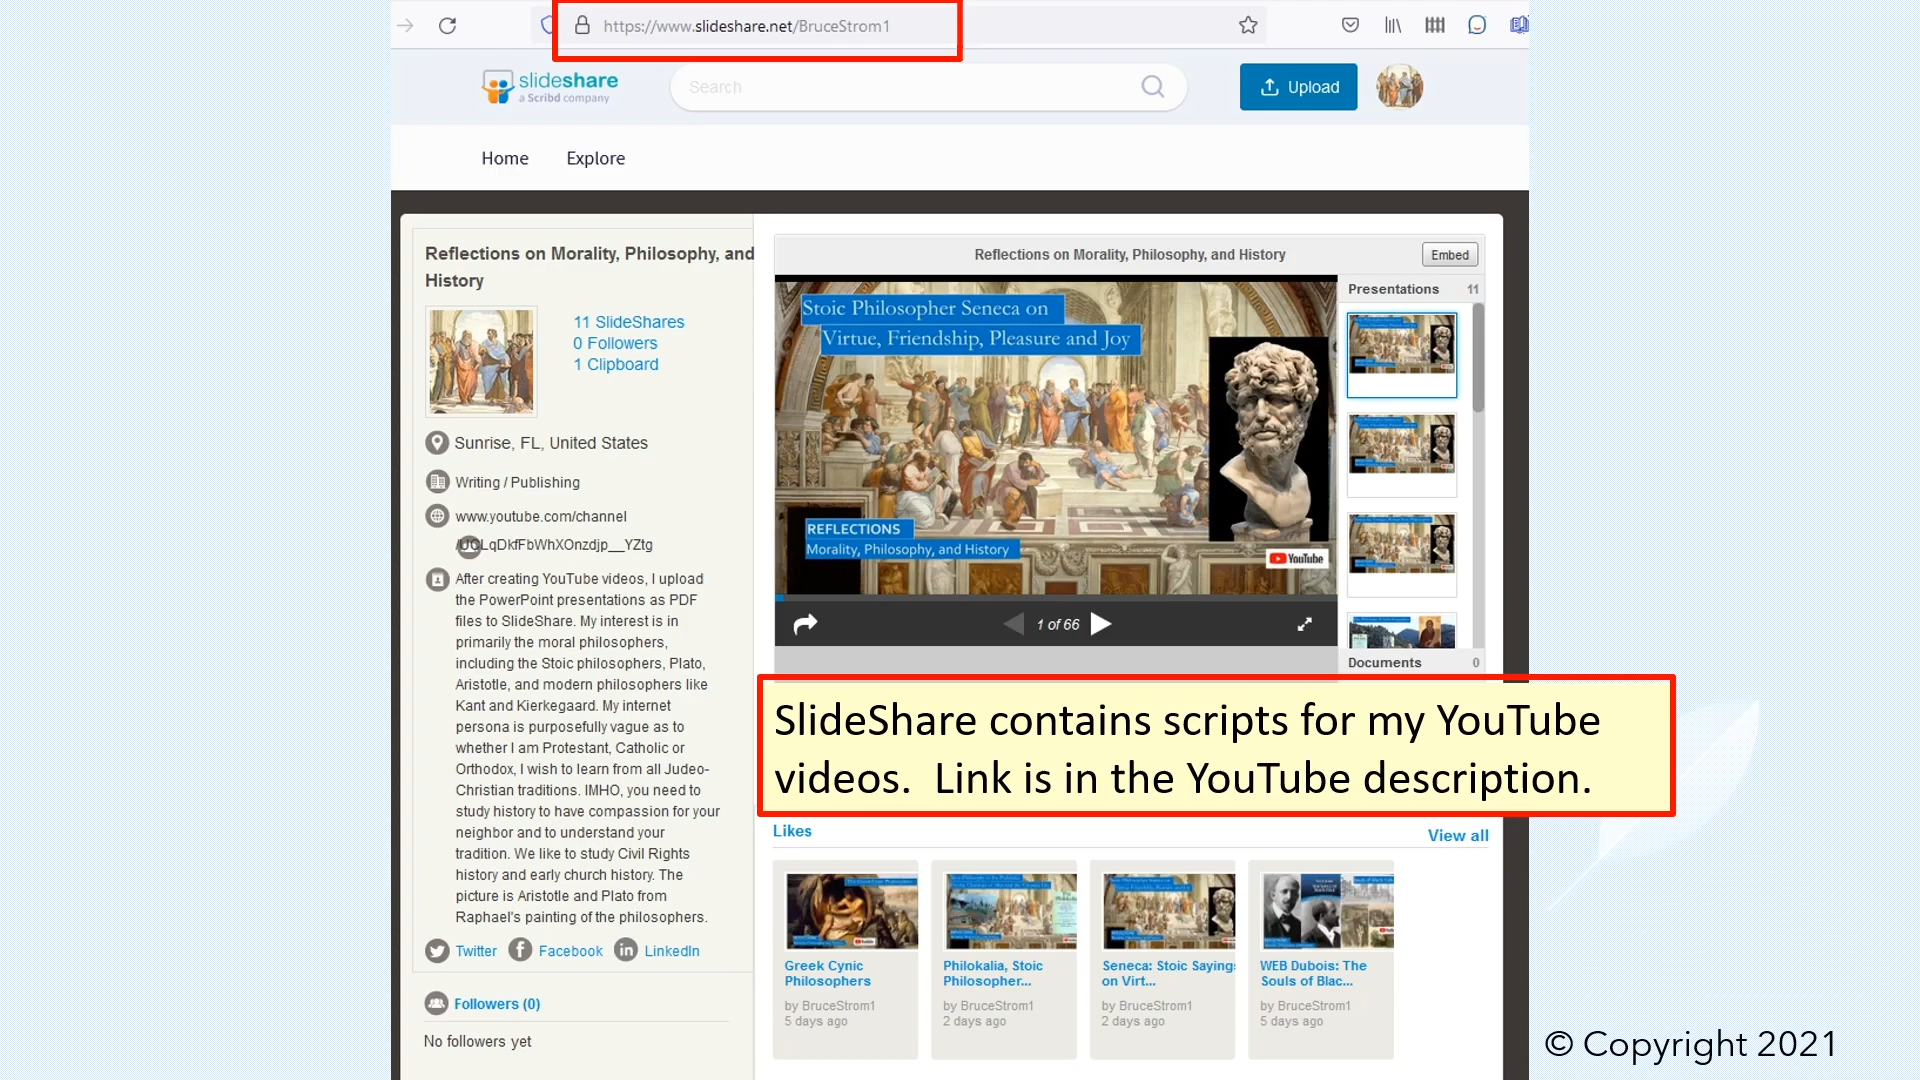 https://www.slideshare.net/BruceStrom1
slideshare
a Scribd company
Search
Upload
Home
Explore
Reflections on Morality, Philosophy, and
History
11 SlideShares
0 Followers
1 Clipboard
Sunrise, FL, United States
Writing / Publishing
www.youtube.com/channel
/UCLqDkfFbWhXOnzdjp__YZtg
After creating YouTube videos, I upload
the PowerPoint presentations as PDF
files to SlideShare. My interest is in
primarily the moral philosophers,
including the Stoic philosophers, Plato,
Aristotle, and modern philosophers like
Kant and Kierkegaard. My internet
persona is purposefully vague as to
whether I am Protestant, Catholic or
Orthodox, I wish to learn from all Judeo-
Christian traditions. IMHO, you need to
study history to have compassion for your
neighbor and to understand your
tradition. We like to study Civil Rights
history and early church history. The
picture is Aristotle and Plato from
Raphael's painting of the philosophers.
Twitter
Facebook
LinkedIn
Followers (0)
No followers yet
Reflections on Morality, Philosophy, and History
Embed
Stoic Philosopher Seneca on
Virtue, Friendship, Pleasure and Joy
REFLECTIONS
Morality, Philosophy, and History
YouTube
1 of 66
Presentations 11
Documents 0
SlideShare contains scripts for my YouTube
videos. Link is in the YouTube description.
Likes
View all
Greek Cynic
Philosophers
by BruceStrom1
5 days ago
Philokalia, Stoic
Philosopher...
by BruceStrom1
2 days ago
Seneca: Stoic Sayings
on Virt...
by BruceStrom1
2 days ago
WEB Dubois: The
Souls of Blac...
by BruceStrom1
5 days ago
© Copyright 2021